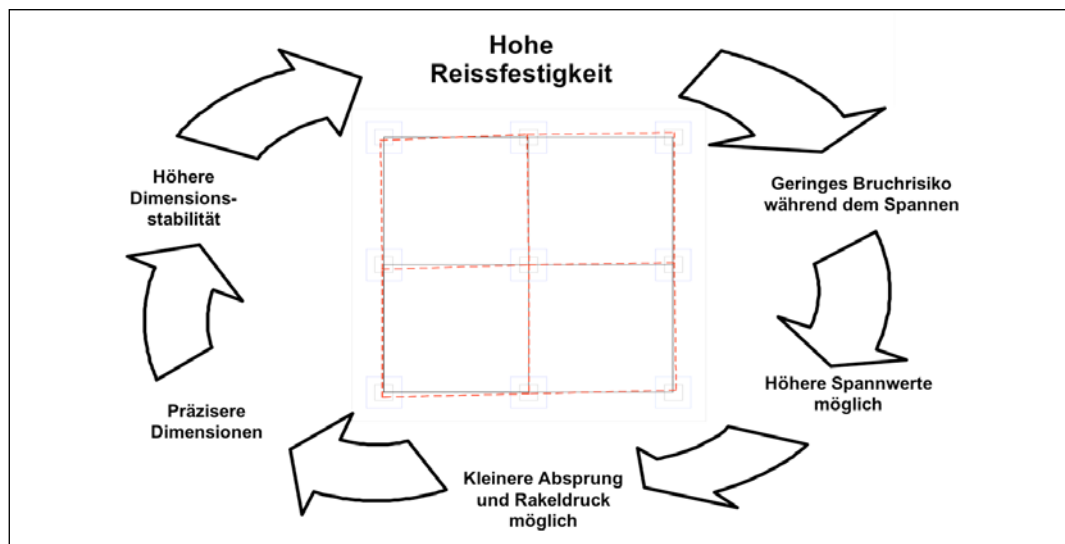 Hohe
Reissfestigkeit
Geringes Bruchrisiko
während dem Spannen
Höhere Spannwerte
möglich
Kleinere Absprung
und Rakeldruck
möglich
Präzisere
Dimensionen
Höhere
Dimensions-
stabilität